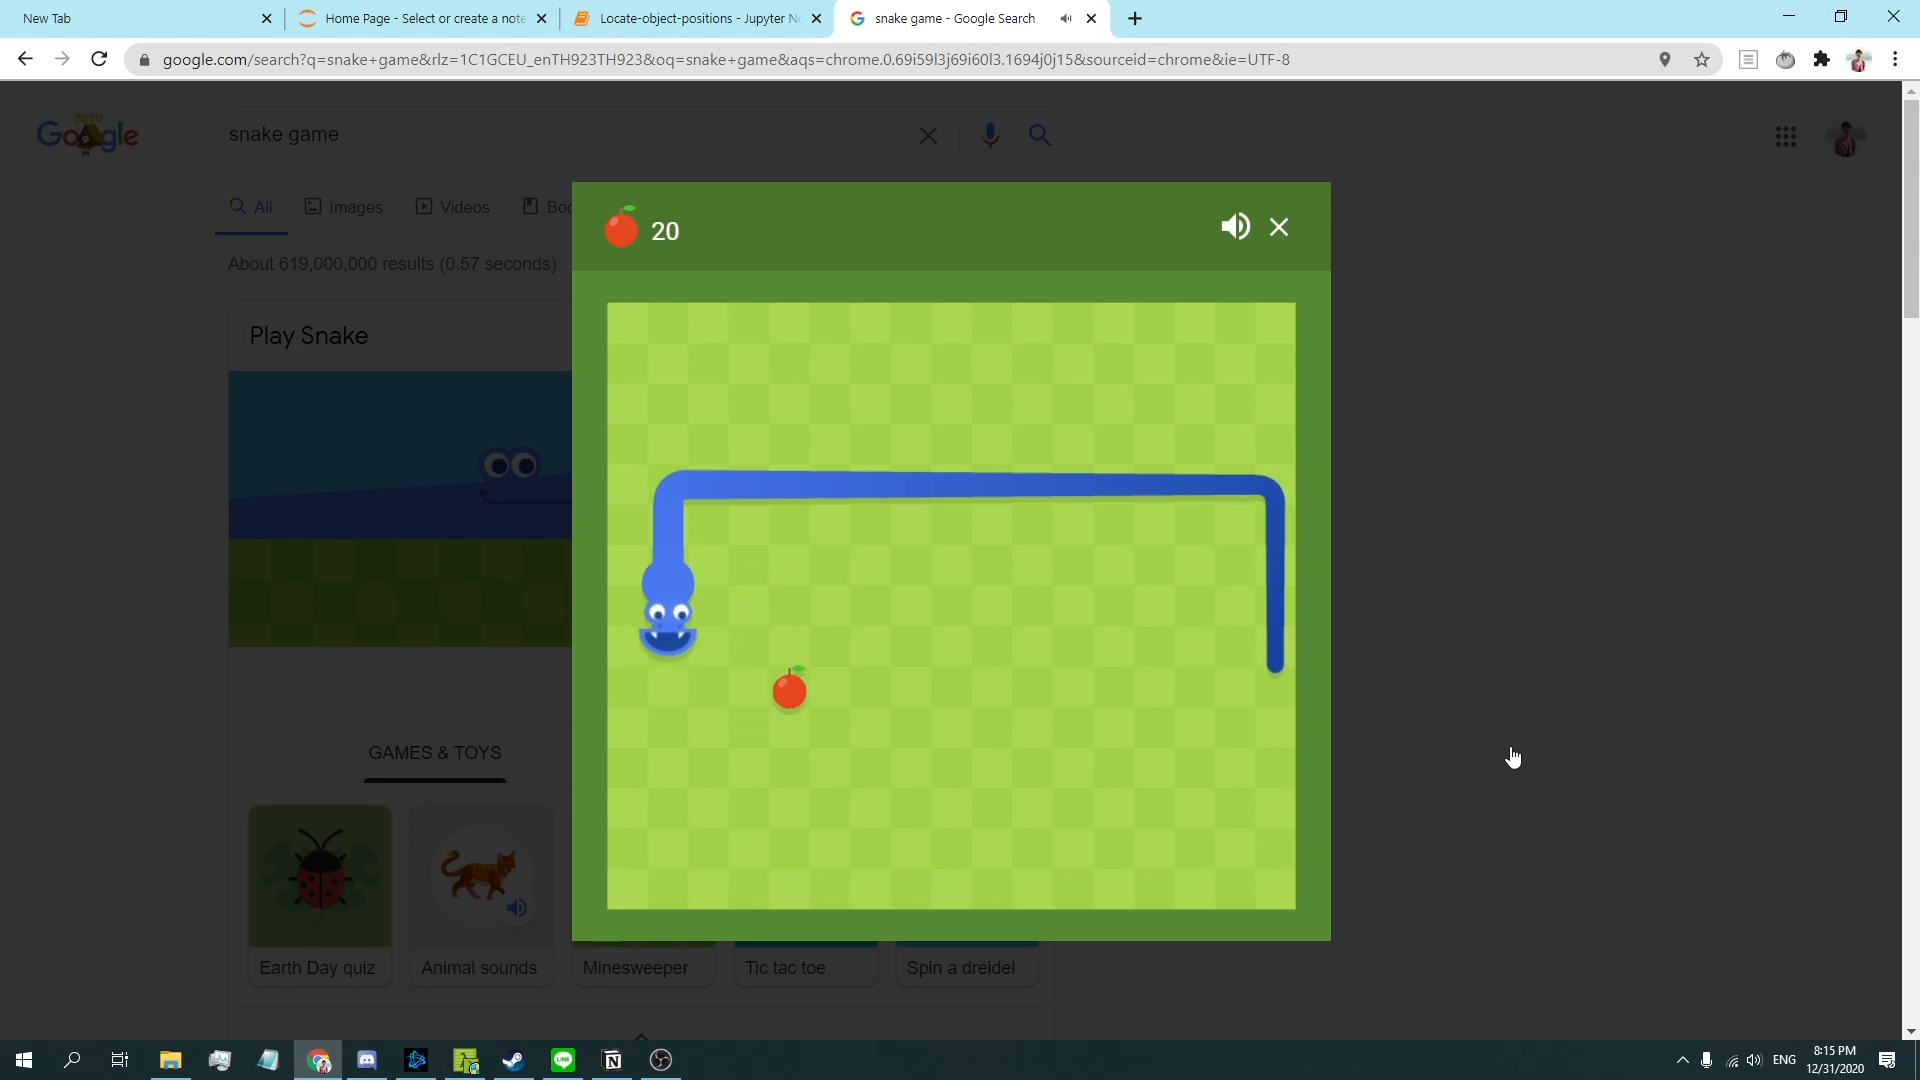 New Tab
Home Page - Select or create a note
Locate-object-positions - Jupyter No
snake game - Google Search
google.com/search?q=snake+game&rlz=1C1GCEU_enTH923TH923&oq=snake+game&aqs=chrome.0.69i59l3j69i60l3.1694j0j15&sourceid=chrome&ie=UTF-8
2020
Google
snake game
All
Images
Videos
Boo
20
About 619,000,000 results (0.57 seconds)
Play Snake
GAMES & TOYS
Earth Day quiz
Animal sounds
Minesweeper
Tic tac toe
Spin a dreidel
ENG
8:15 PM
12/31/2020